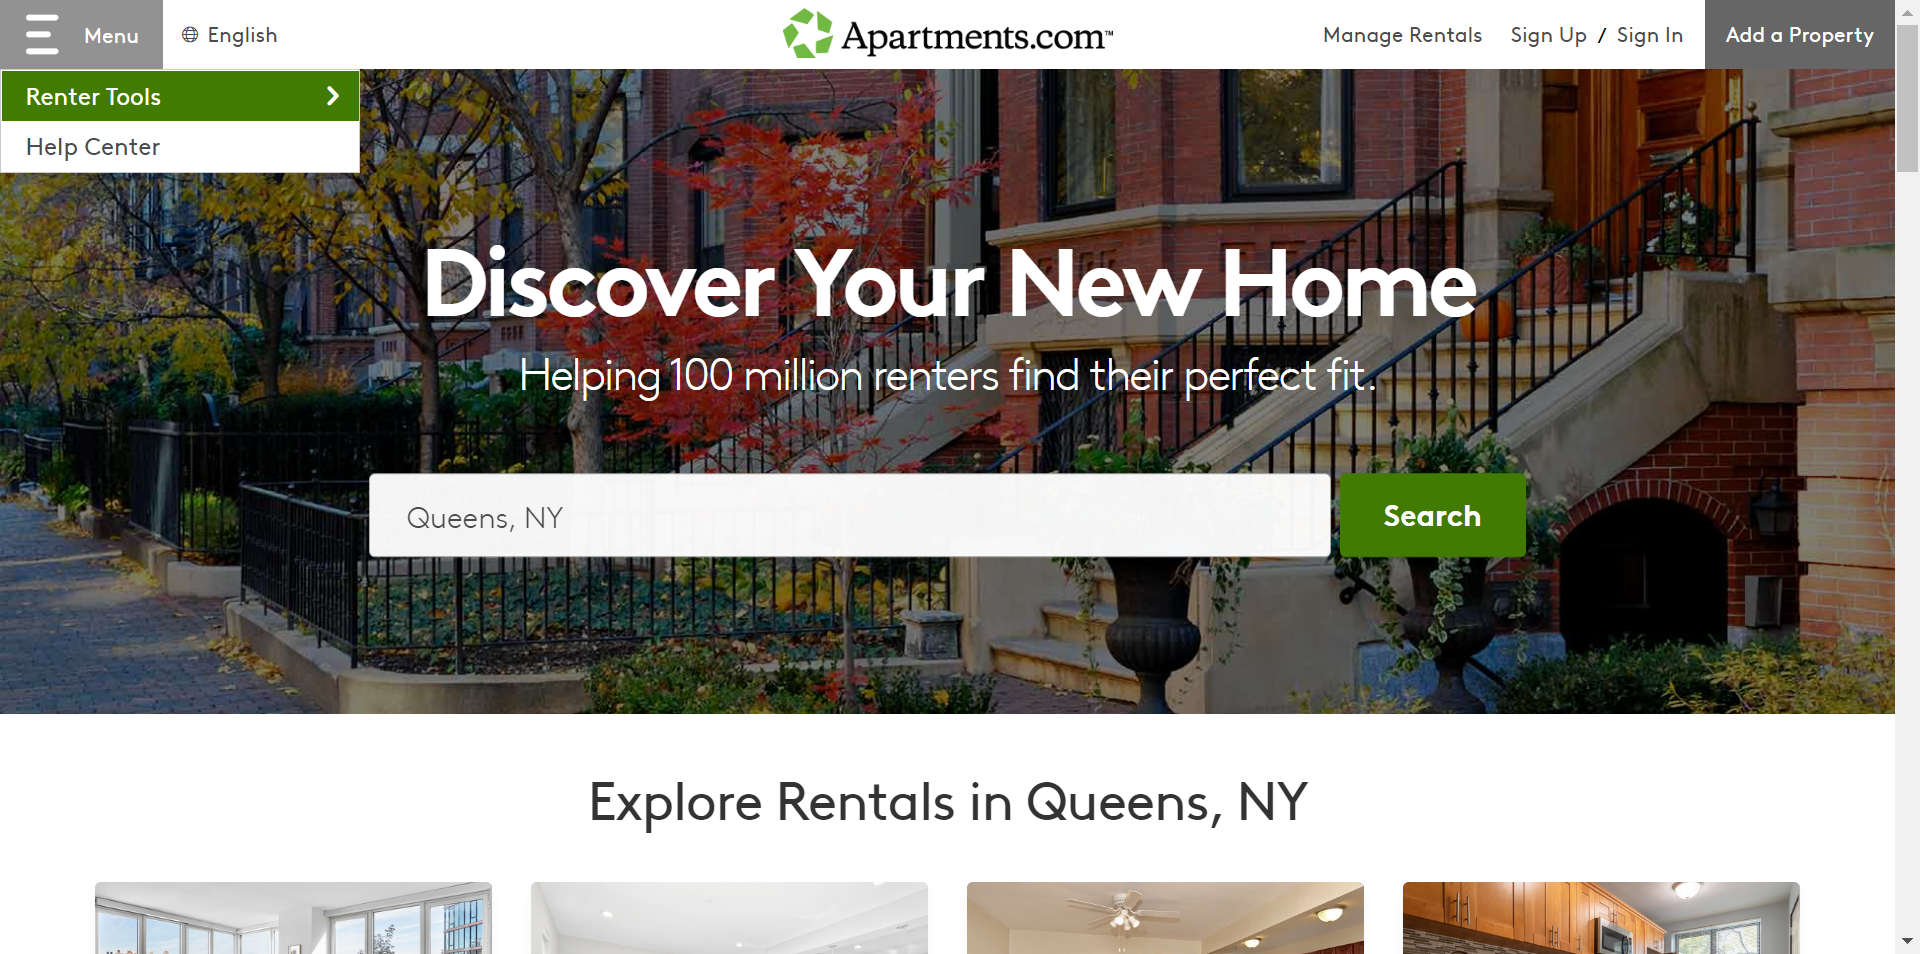 Menu
English
Apartments.com™
Manage Rentals
Sign Up / Sign In
Add a Property
Renter Tools
Help Center
Discover Your New Home
Helping 100 million renters find their perfect fit.
Queens, NY
Search
Explore Rentals in Queens, NY